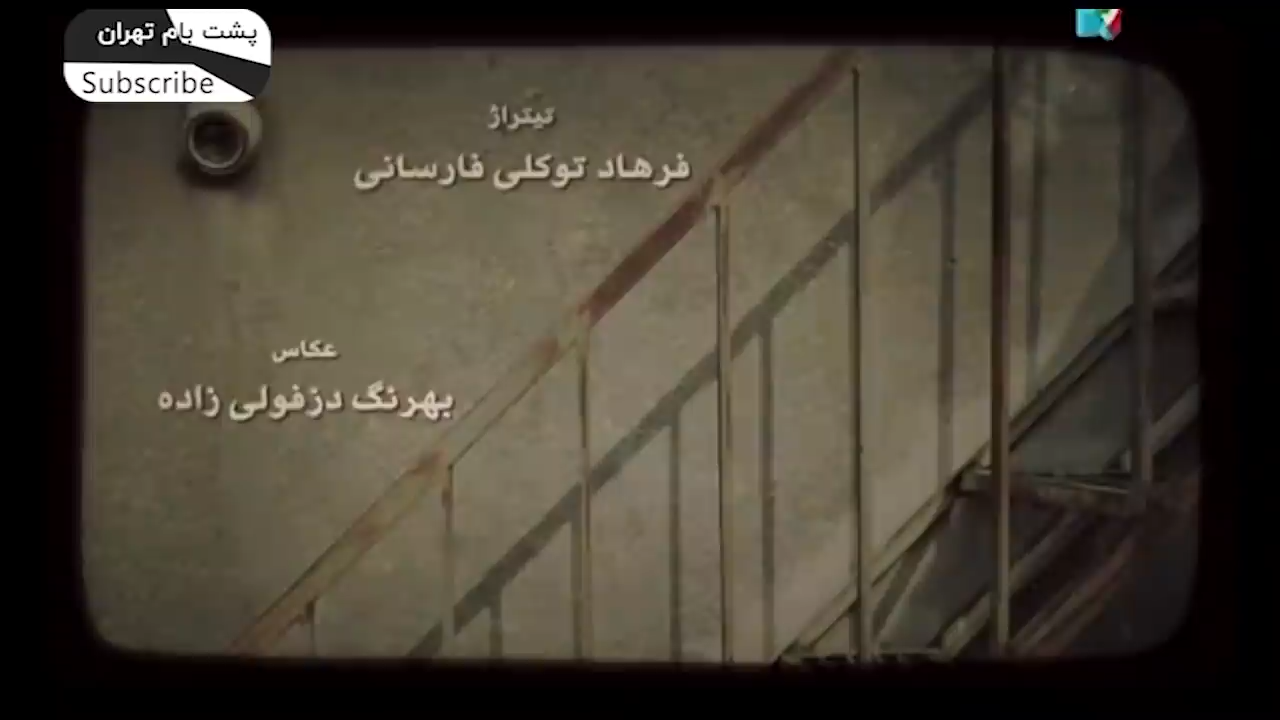 پشت بام تهران
Subscribe
تیتراژ
فرهاد توکلی فارسانی
عکاس
بهرنگ دزفولی زاده